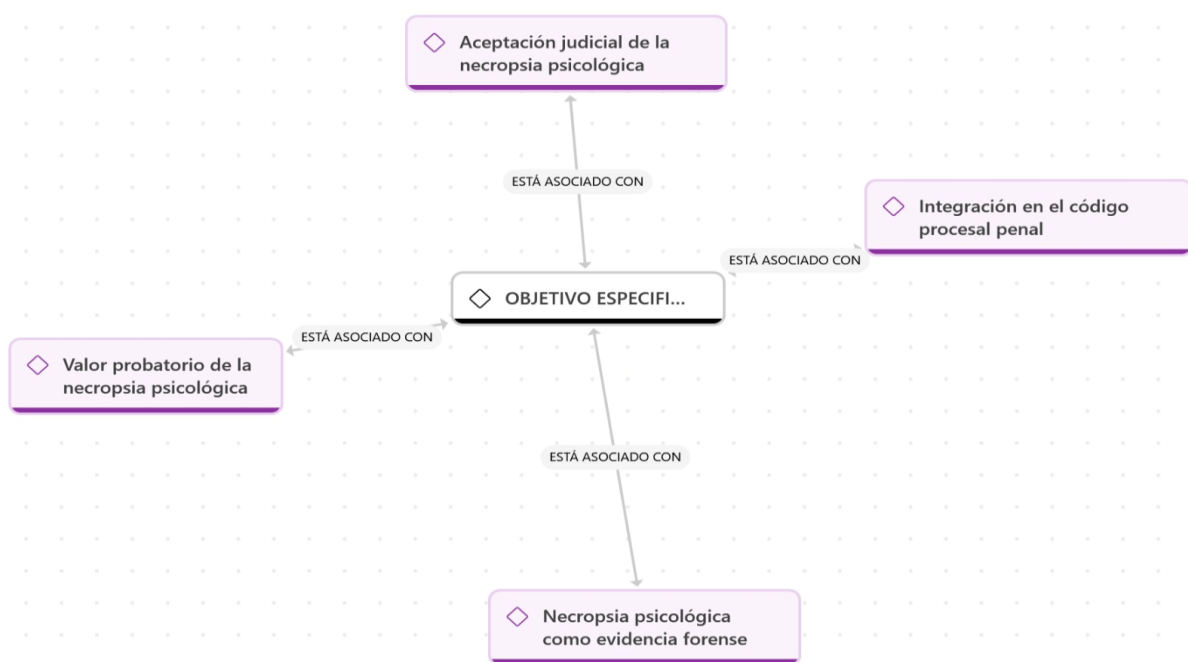 Aceptación judicial de la
necropsia psicológica
ESTÁ ASOCIADO CON
Integración en el código
procesal penal
ESTÁ ASOCIADO CON
OBJETIVO ESPECIFI...
ESTÁ ASOCIADO CON
Valor probatorio de la
necropsia psicológica
ESTÁ ASOCIADO CON
Necropsia psicológica
como evidencia forense